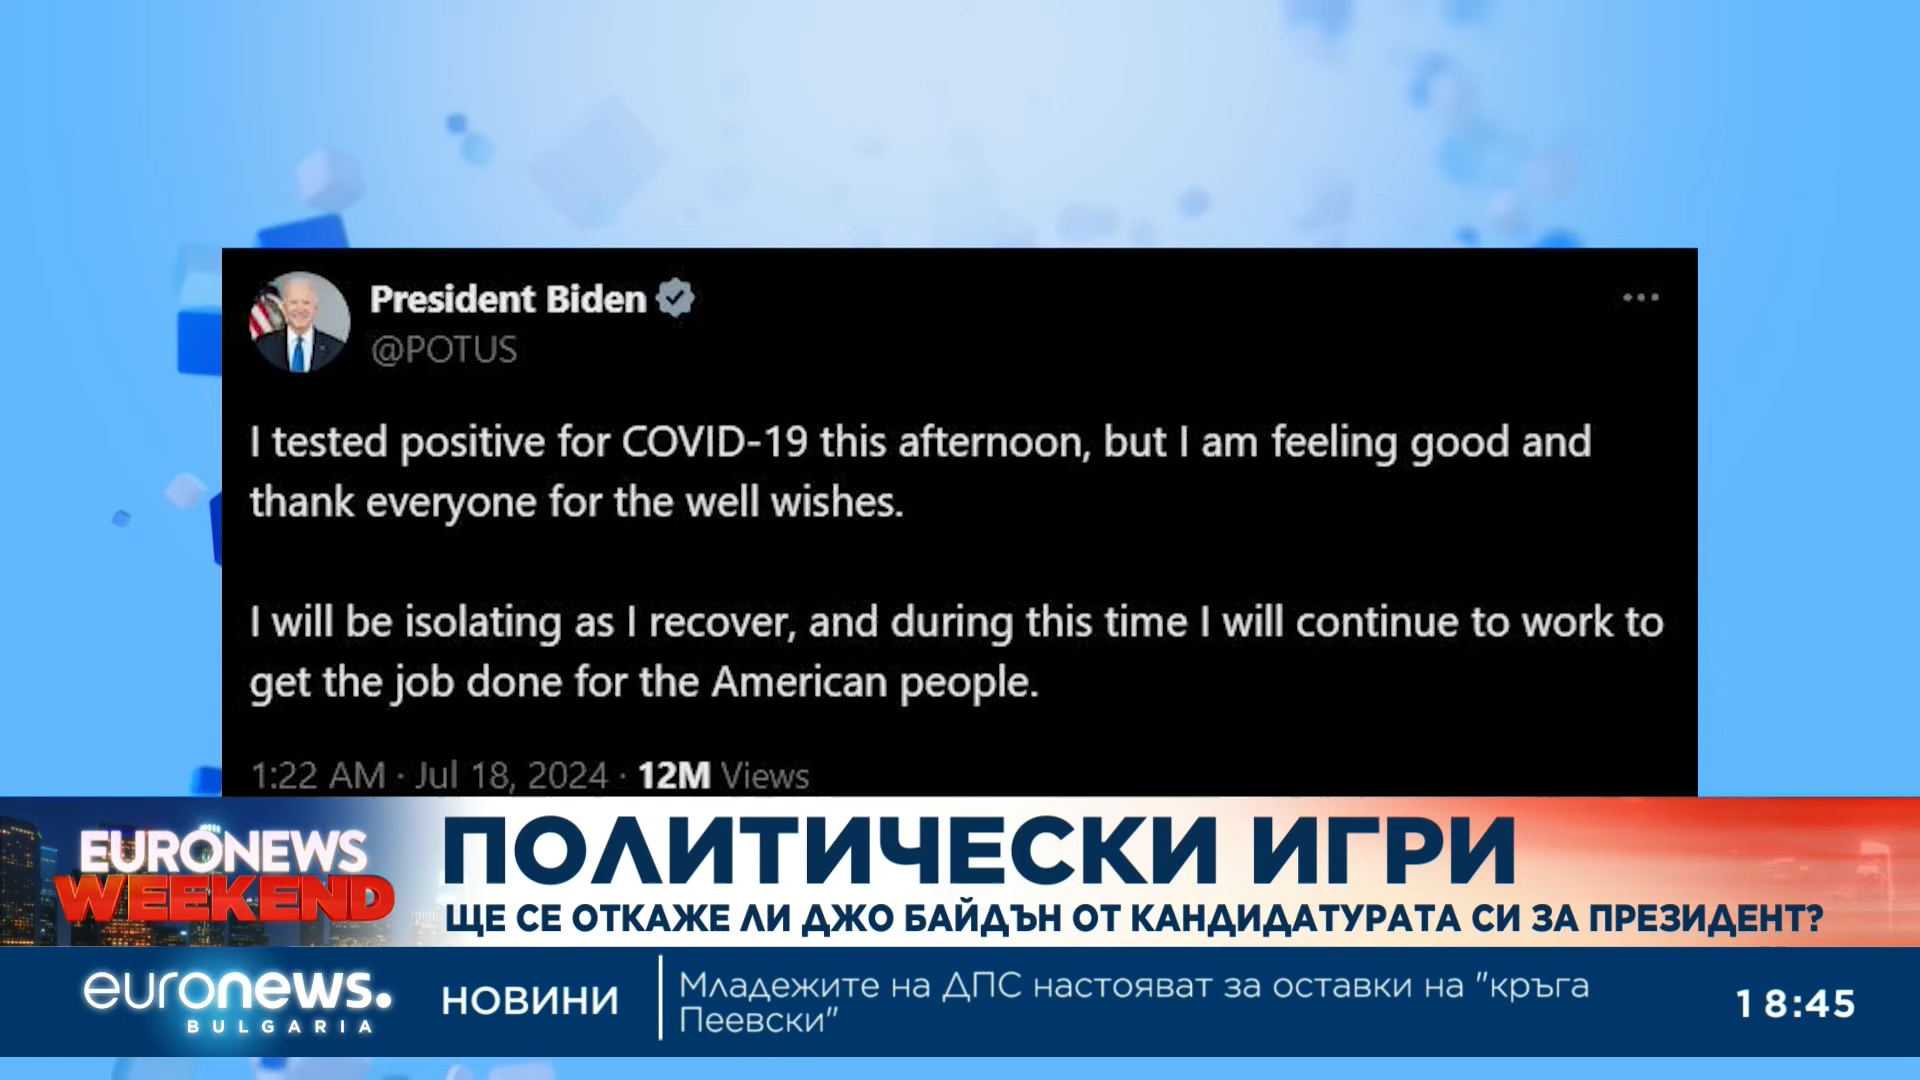 President Biden
@POTUS
I tested positive for COVID-19 this afternoon, but I am feeling good and
thank everyone for the well wishes.
I will be isolating as I recover, and during this time I will continue to work to
get the job done for the American people.
1:22 AM · Jul 18, 2024 · 12M Views
EURONEWS
WEEKEND
ПОЛИТИЧЕСКИ ИГРИ
ЩЕ СЕ ОТКАЖЕ ЛИ ДЖО БАЙДЪН ОТ КАНДИДАТУРАТА СИ ЗА ПРЕЗИДЕНТ?
euronews.
BULGARIA
НОВИНИ
Младежите на ДПС настояват за оставки на "кръга
Пеевски"
18:45